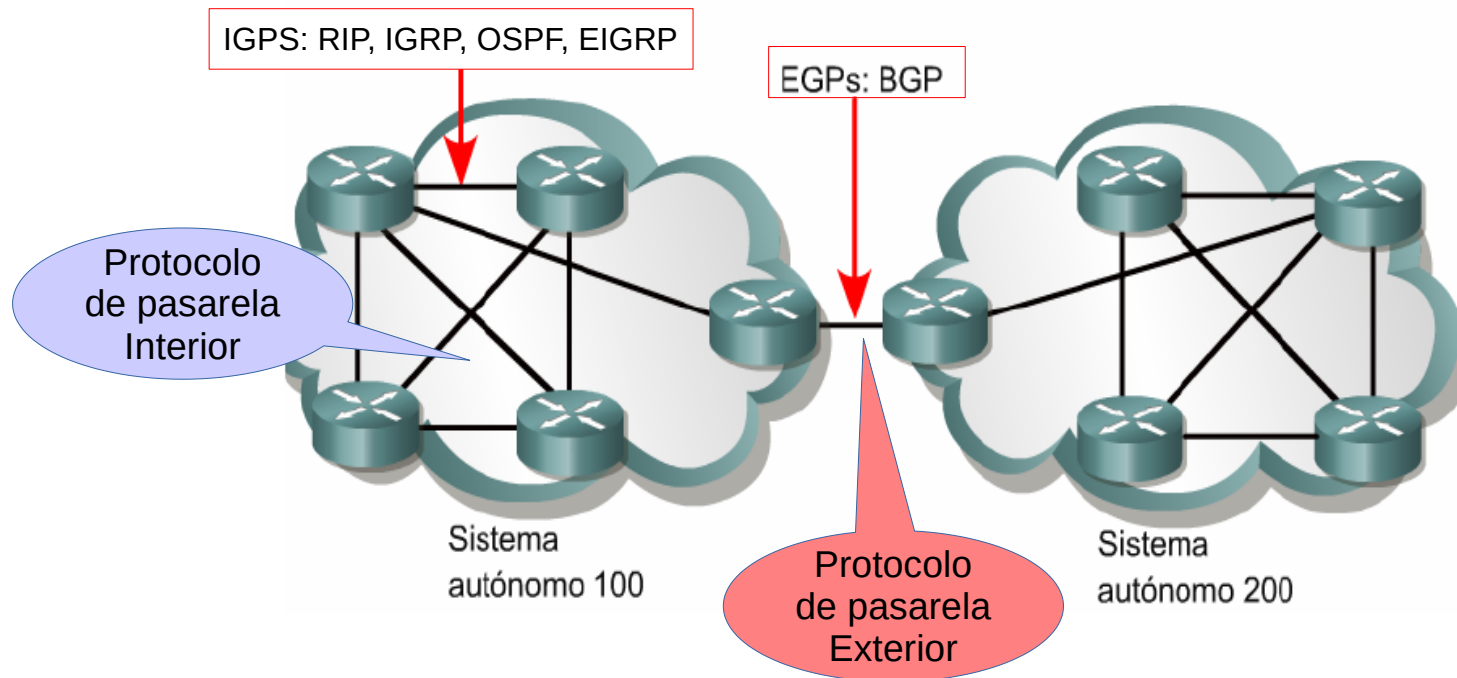 IGPS: RIP, IGRP, OSPF, EIGRP
EGPs: BGP
Protocolo
de pasarela
Interior
Sistema
autónomo 100
Protocolo
de pasarela
Exterior
Sistema
autónomo 200